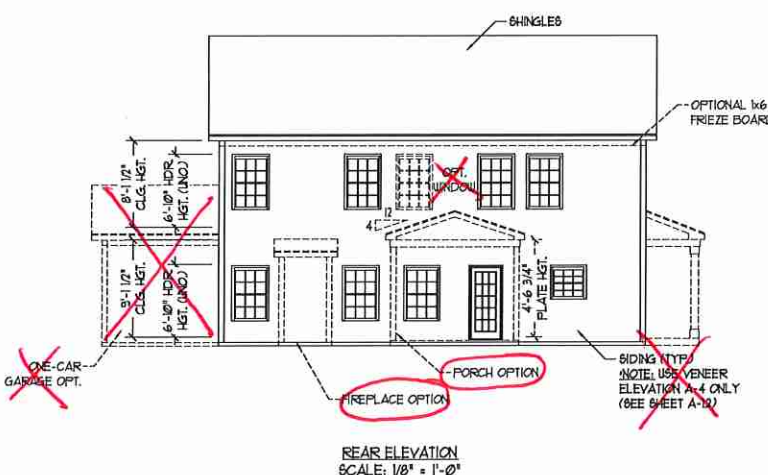 SHINGLES
OPTIONAL 1x6
FRIEZE BOARD
8'-1 1/2"
CLG. HGT.
6'-10" HDR
HGT. (UNO.)
OPT.
WINDOW
12
4
9'-1 1/2"
CLG. HGT.
6'-10" HDR
HGT. (UNO.)
4'-6 3/4"
PLATE HGT.
ONE-CAR
GARAGE OPT.
FIREPLACE OPTION
PORCH OPTION
SIDING (TYP.)
NOTE: USE VENEER
ELEVATION A-4 ONLY
(SEE SHEET A-12)
REAR ELEVATION
SCALE: 1/8" = 1'-0"